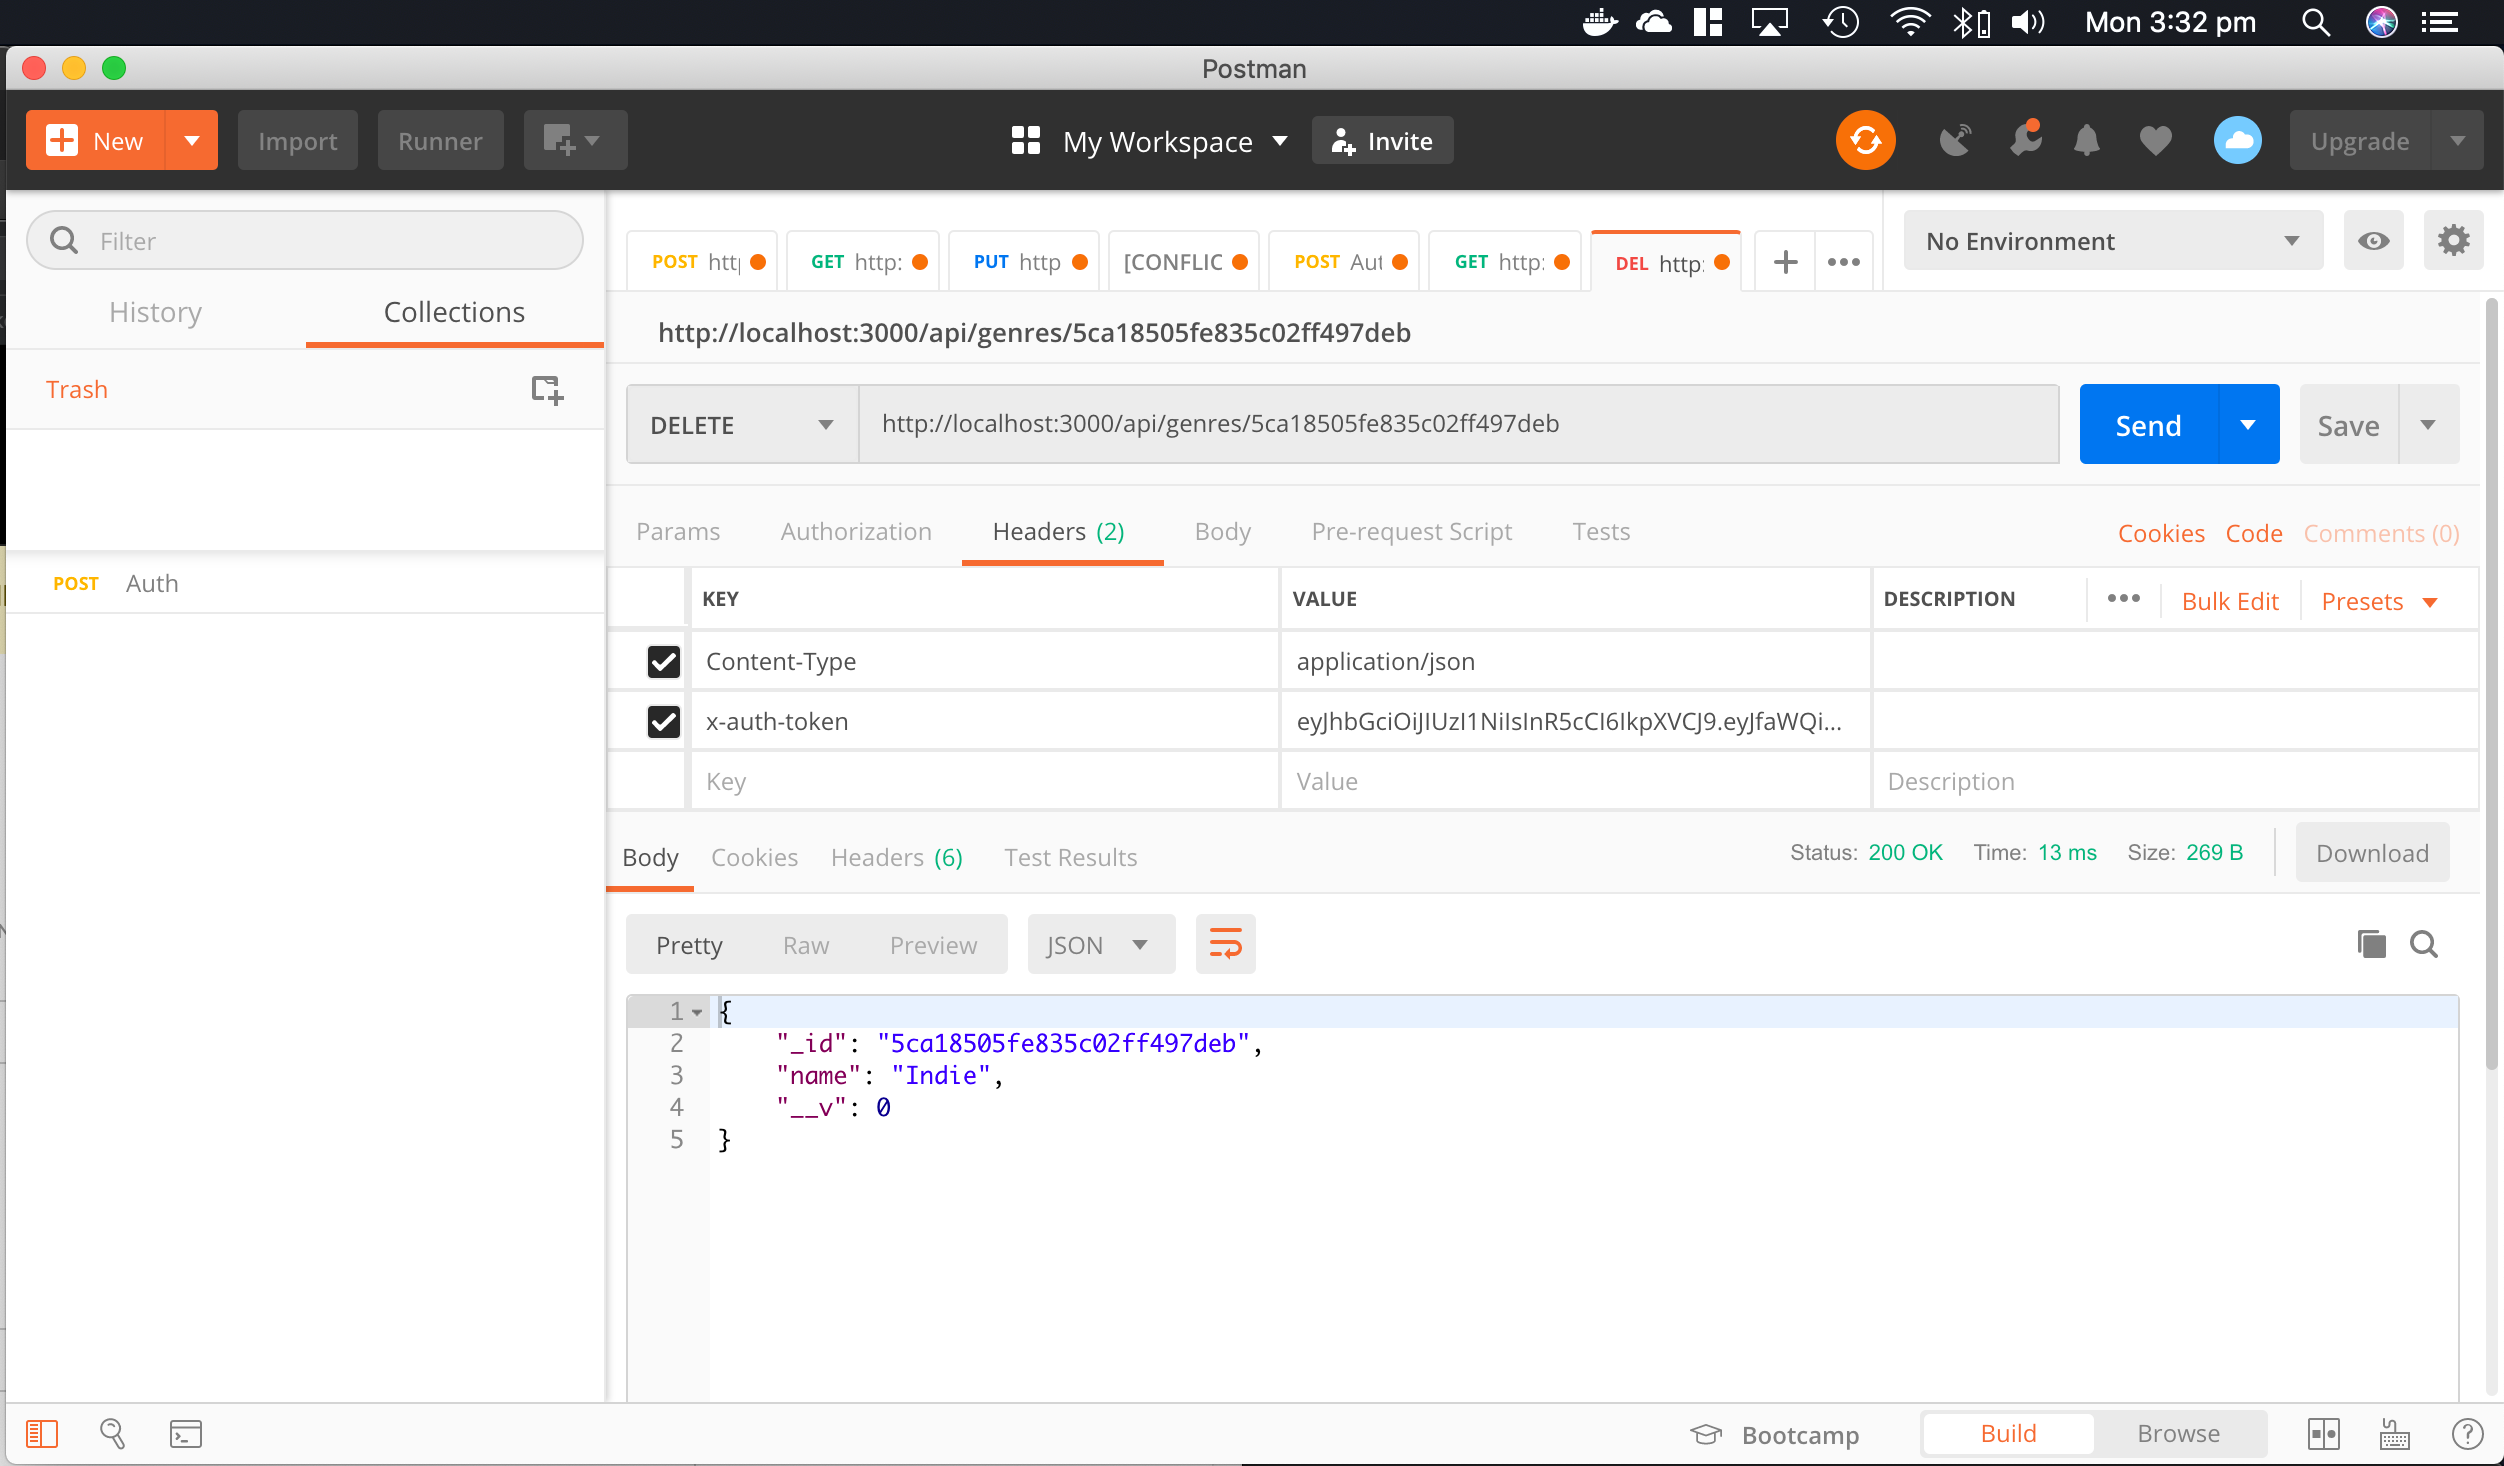 Mon 3:32 pm
Postman
New
Import
Runner
My Workspace
Invite
Upgrade
Filter
History
Collections
Trash
POST Auth
POST http
GET http:
PUT http
[CONFLIC
POST Aut
GET http:
DEL http:
No Environment
http://localhost:3000/api/genres/5ca18505fe835c02ff497deb
DELETE
http://localhost:3000/api/genres/5ca18505fe835c02ff497deb
Send
Save
Params
Authorization
Headers (2)
Body
Pre-request Script
Tests
Cookies
Code
Comments (0)
KEY
VALUE
DESCRIPTION
Bulk Edit
Presets
Content-Type
application/json
x-auth-token
eyJhbGciOiJIUzI1NiIsInR5cCI6IkpXVCJ9.eyJfaWQi...
Key
Value
Description
Body
Cookies
Headers (6)
Test Results
Status: 200 OK
Time: 13 ms
Size: 269 B
Download
Pretty
Raw
Preview
JSON
1 {
2 "_id": "5ca18505fe835c02ff497deb",
3 "name": "Indie",
4 "__v": 0
5 }
Bootcamp
Build
Browse